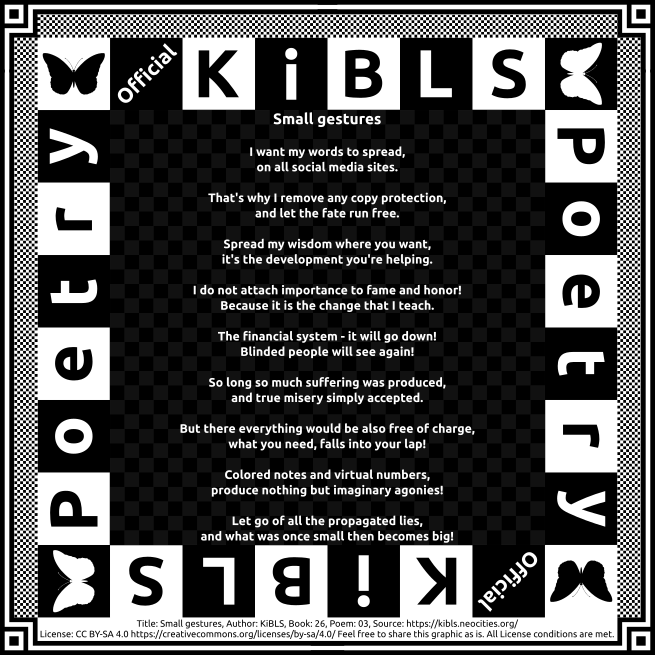 Official KiBLS
Poetry
Poetry
Small gestures
I want my words to spread,
on all social media sites.
That's why I remove any copy protection,
and let the fate run free.
Spread my wisdom where you want,
it's the development you're helping.
I do not attach importance to fame and honor!
Because it is the change that I teach.
The financial system - it will go down!
Blinded people will see again!
So long so much suffering was produced,
and true misery simply accepted.
But there everything would be also free of charge,
what you need, falls into your lap!
Colored notes and virtual numbers,
produce nothing but imaginary agonies!
Let go of all the propagated lies,
and what was once small then becomes big!
Official KiBLS
Title: Small gestures, Author: KiBLS, Book: 26, Poem: 03, Source: https://kibls.neocities.org/
License: CC BY-SA 4.0 https://creativecommons.org/licenses/by-sa/4.0/ Feel free to share this graphic as is. All License conditions are met.